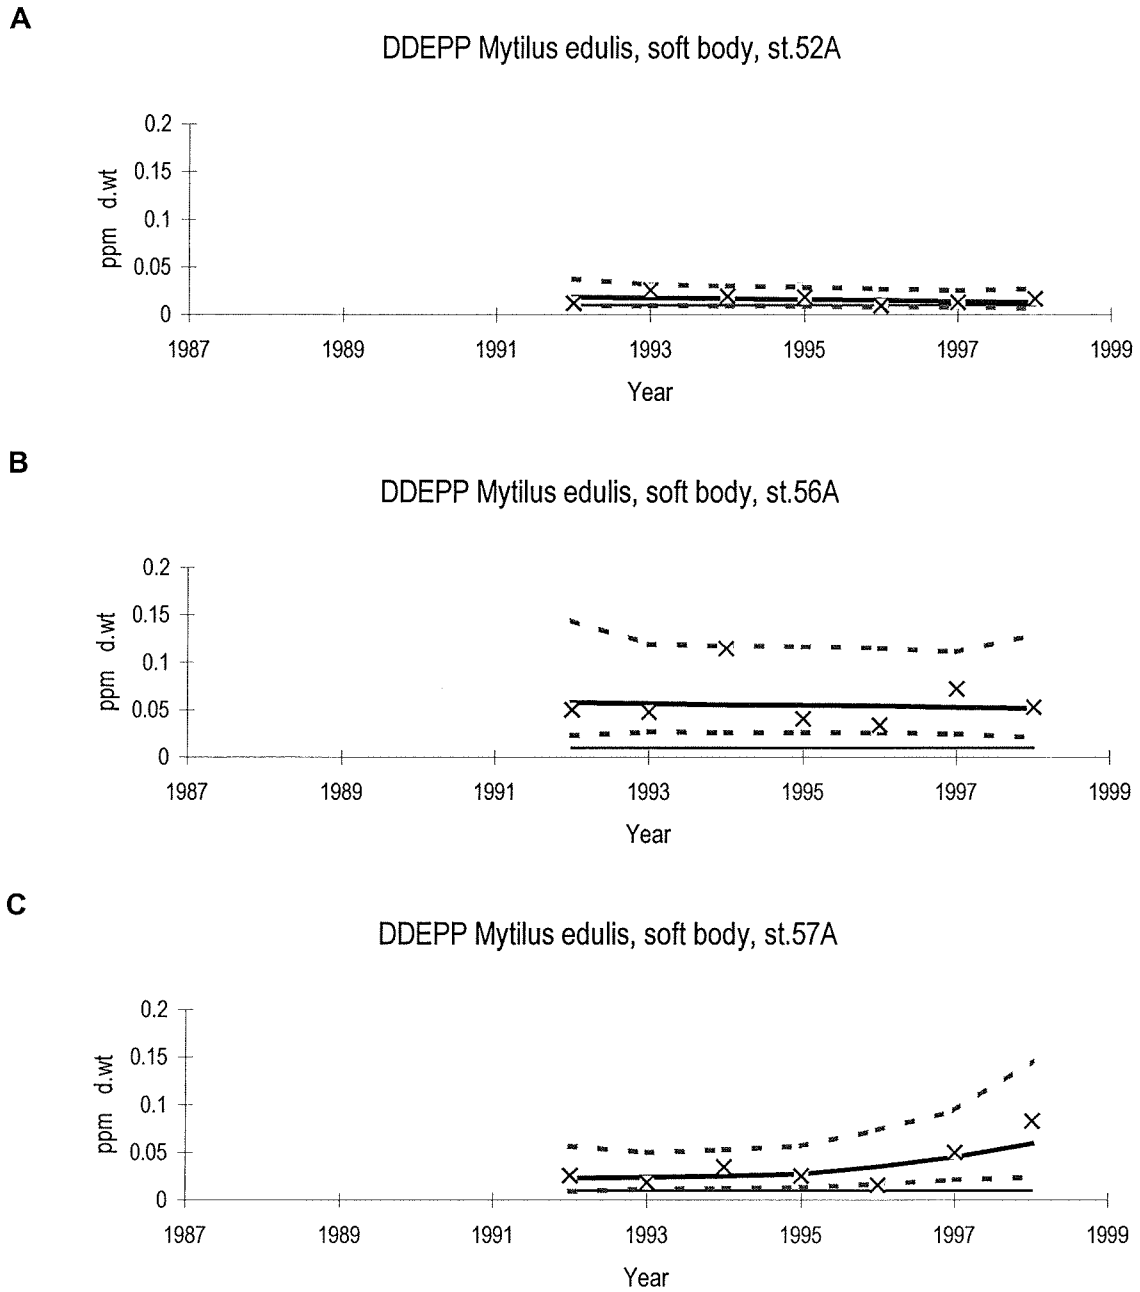 A
DDEPP Mytilus edulis, soft body, st.52A
0.2
0.15
0.1
0.05
0
ppm d.wt
1987 1989 1991 1993 1995 1997 1999
Year
B
DDEPP Mytilus edulis, soft body, st.56A
0.2
0.15
0.1
0.05
0
ppm d.wt
1987 1989 1991 1993 1995 1997 1999
Year
C
DDEPP Mytilus edulis, soft body, st.57A
0.2
0.15
0.1
0.05
0
ppm d.wt
1987 1989 1991 1993 1995 1997 1999
Year